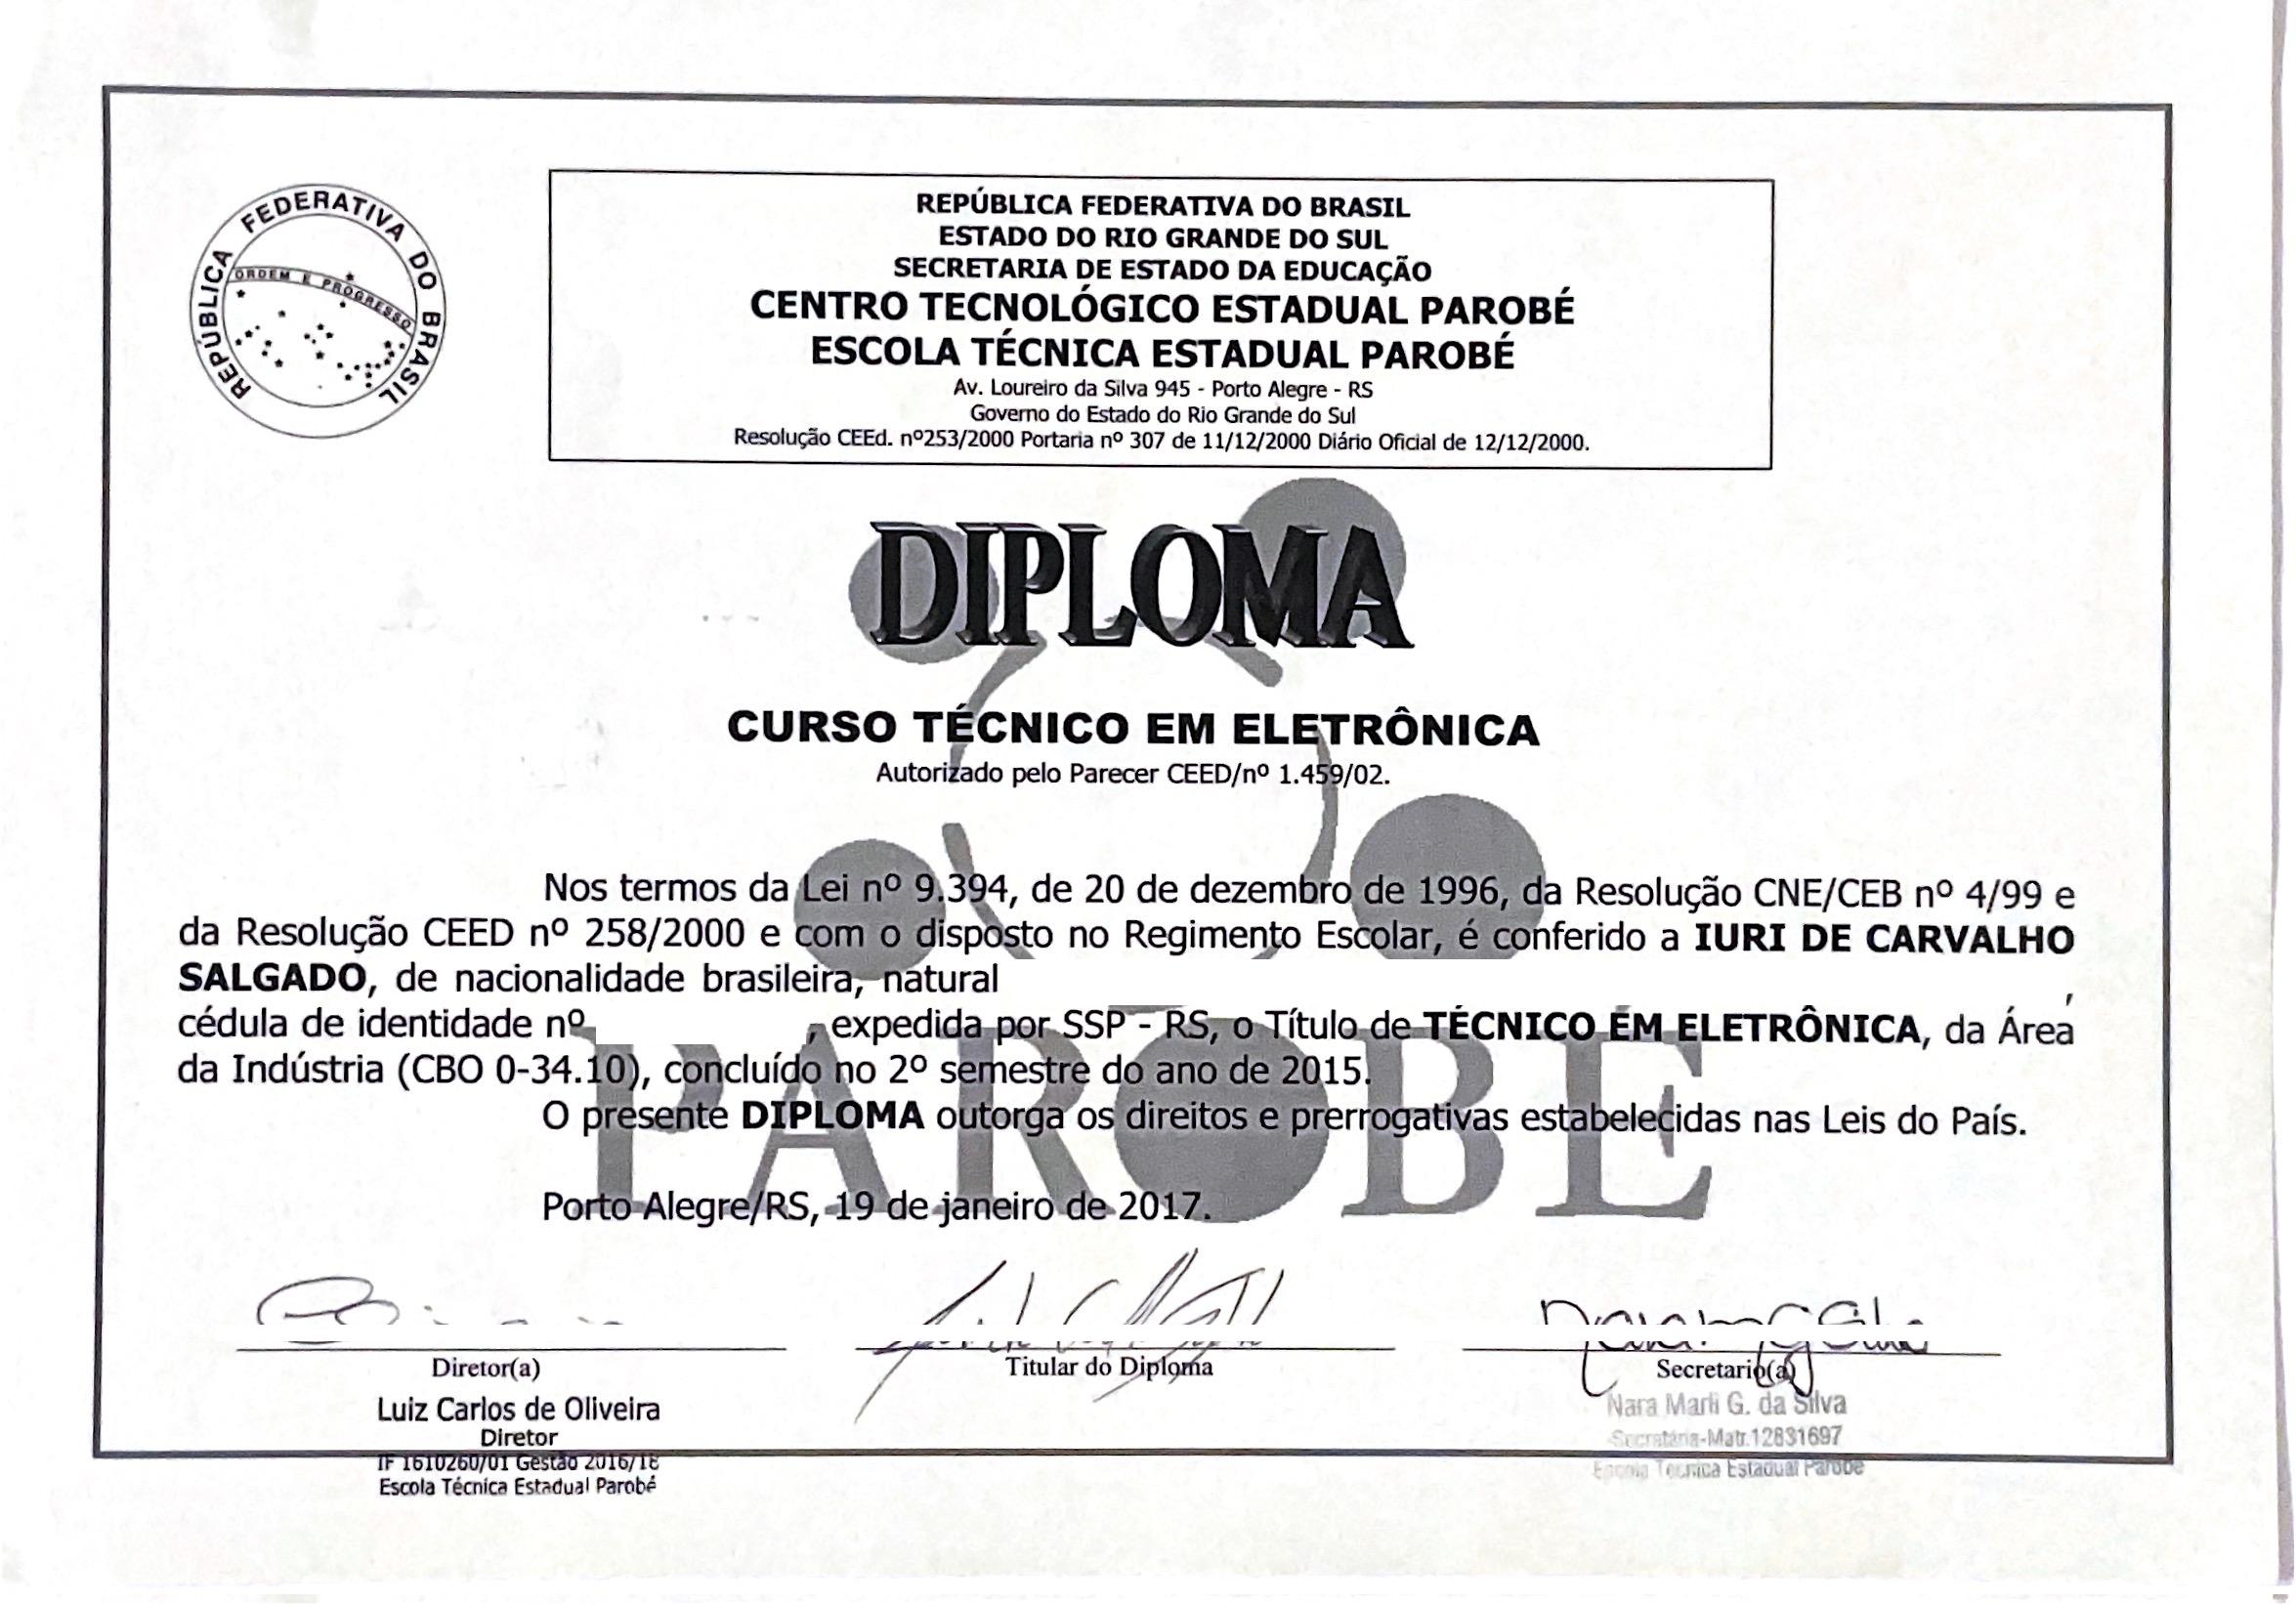 REPÚBLICA FEDERATIVA DO BRASIL
ORDEM E PROGRESSO
REPÚBLICA FEDERATIVA DO BRASIL
ESTADO DO RIO GRANDE DO SUL
SECRETARIA DE ESTADO DA EDUCAÇÃO
CENTRO TECNOLÓGICO ESTADUAL PAROBÉ
ESCOLA TÉCNICA ESTADUAL PAROBÉ
Av. Loureiro da Silva 945 - Porto Alegre - RS
Governo do Estado do Rio Grande do Sul
Resolução CEEd. nº253/2000 Portaria nº 307 de 11/12/2000 Diário Oficial de 12/12/2000.
DIPLOMA
CURSO TÉCNICO EM ELETRÔNICA
Autorizado pelo Parecer CEED/nº 1.459/02.
Nos termos da Lei nº 9.394, de 20 de dezembro de 1996, da Resolução CNE/CEB nº 4/99 e
da Resolução CEED nº 258/2000 e com o disposto no Regimento Escolar, é conferido a IURI DE CARVALHO
SALGADO, de nacionalidade brasileira, natural ,
cédula de identidade nº , expedida por SSP - RS, o Título de TÉCNICO EM ELETRÔNICA, da Área
da Indústria (CBO 0-34.10), concluído no 2º semestre do ano de 2015.
O presente DIPLOMA outorga os direitos e prerrogativas estabelecidas nas Leis do País.
PAROBÉ
Porto Alegre/RS, 19 de janeiro de 2017.
Diretor(a)
Titular do Diploma
Secretario(a)
Luiz Carlos de Oliveira
Diretor
IF 1610260/01 Gestão 2016/18
Escola Técnica Estadual Parobé
Nara Marli G. da Silva
Secretária-Matr.12831697
Escola Técnica Estadual Parobé